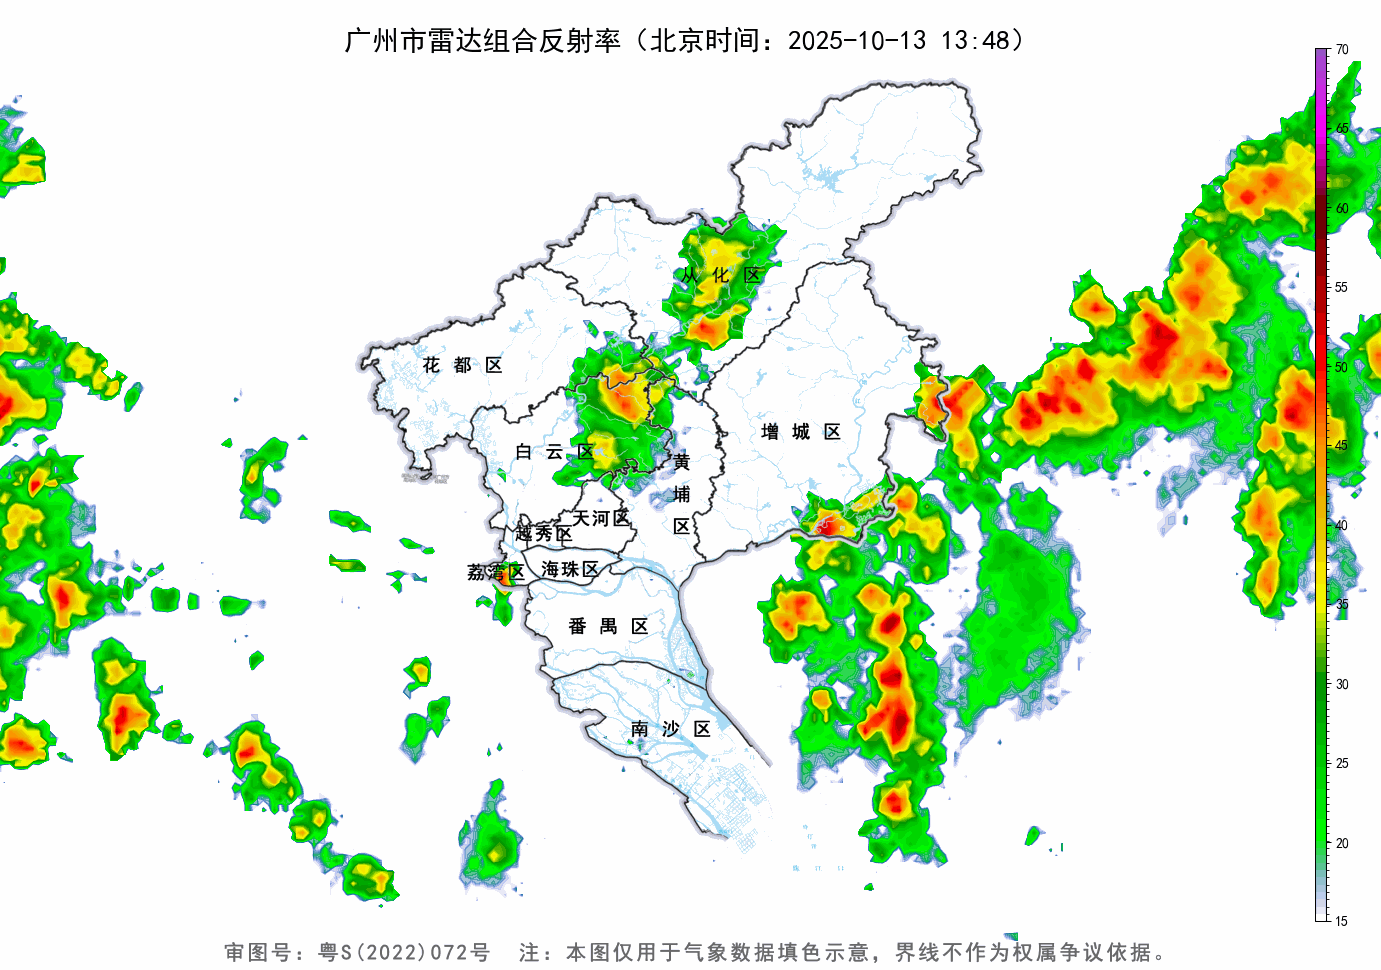 广州市雷达组合反射率（北京时间：2025-10-13 13:48）
70
65
60
55
50
45
40
35
30
25
20
15
从 化 区
花 都 区
增 城 区
白 云 区
黄
埔
区
天河区
越秀区
海珠区
荔湾区
番 禺 区
南 沙 区
审图号：粤S(2022)072号 注：本图仅用于气象数据填色示意，界线不作为权属争议依据。